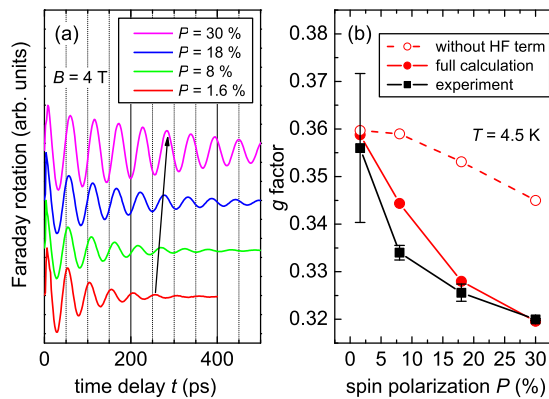 (a)
P = 30 %
P = 18 %
P = 8 %
P = 1.6 %
B = 4 T
Faraday rotation (arb. units)
0 100 200 300 400
time delay t (ps)
(b)
without HF term
full calculation
experiment
T = 4.5 K
g factor
0.38
0.37
0.36
0.35
0.34
0.33
0.32
0 5 10 15 20 25 30
spin polarization P (%)